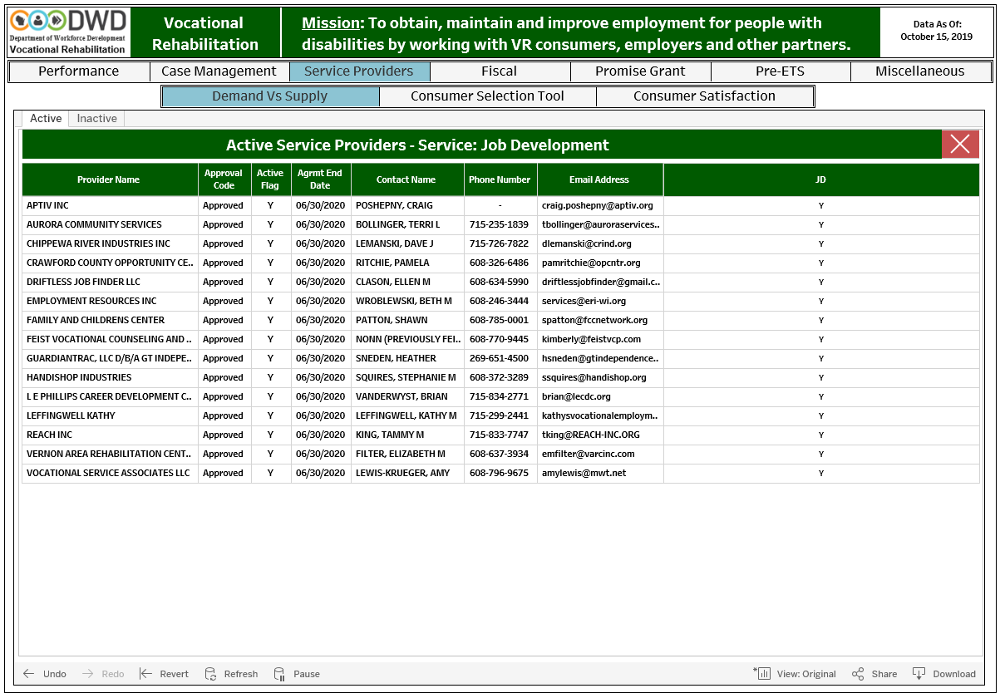 DWD
Department of Workforce Development
Vocational Rehabilitation
Vocational
Rehabilitation
Mission: To obtain, maintain and improve employment for people with
disabilities by working with VR consumers, employers and other partners.
Data As Of:
October 15, 2019
Performance Case Management Service Providers Fiscal Promise Grant Pre-ETS Miscellaneous
Demand Vs Supply Consumer Selection Tool Consumer Satisfaction
Active Inactive
Active Service Providers - Service: Job Development
Provider Name Approval Code Active Flag Agrmt End Date Contact Name Phone Number Email Address JD
APTIV INC Approved Y 06/30/2020 POSHEPNY, CRAIG - craig.poshepny@aptiv.org Y
AURORA COMMUNITY SERVICES Approved Y 06/30/2020 BOLLINGER, TERRI L 715-235-1839 tbollinger@auroraservices.. Y
CHIPPEWA RIVER INDUSTRIES INC Approved Y 06/30/2020 LEMANSKI, DAVE J 715-726-7822 dlemanski@crind.org Y
CRAWFORD COUNTY OPPORTUNITY CE.. Approved Y 06/30/2020 RITCHIE, PAMELA 608-326-6486 pamritchie@opcntr.org Y
DRIFTLESS JOB FINDER LLC Approved Y 06/30/2020 CLASON, ELLEN M 608-634-5990 driftlessjobfinder@gmail.c.. Y
EMPLOYMENT RESOURCES INC Approved Y 06/30/2020 WROBLEWSKI, BETH M 608-246-3444 services@eri-wi.org Y
FAMILY AND CHILDRENS CENTER Approved Y 06/30/2020 PATTON, SHAWN 608-785-0001 spatton@fccnetwork.org Y
FEIST VOCATIONAL COUNSELING AND .. Approved Y 06/30/2020 NONN (PREVIOUSLY FEI.. 608-770-9445 kimberly@feistvcp.com Y
GUARDIANTRAC, LLC D/B/A GT INDEPE.. Approved Y 06/30/2020 SNEDEN, HEATHER 269-651-4500 hsneden@gtindependence.. Y
HANDISHOP INDUSTRIES Approved Y 06/30/2020 SQUIRES, STEPHANIE M 608-372-3289 ssquires@handishop.org Y
L E PHILLIPS CAREER DEVELOPMENT C.. Approved Y 06/30/2020 VANDERWYST, BRIAN 715-834-2771 brian@lecdc.org Y
LEFFINGWELL KATHY Approved Y 06/30/2020 LEFFINGWELL, KATHY M 715-299-2441 kathysvocationalemploym.. Y
REACH INC Approved Y 06/30/2020 KING, TAMMY M 715-833-7747 tking@REACH-INC.ORG Y
VERNON AREA REHABILITATION CENT.. Approved Y 06/30/2020 FILTER, ELIZABETH M 608-637-3934 emfilter@varcinc.com Y
VOCATIONAL SERVICE ASSOCIATES LLC Approved Y 06/30/2020 LEWIS-KRUEGER, AMY 608-796-9675 amylewis@mwt.net Y
Undo Redo Revert Refresh Pause View: Original Share Download